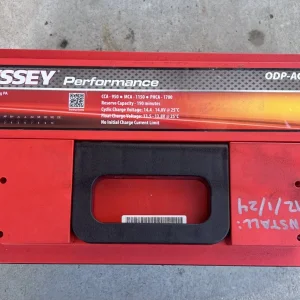 SSEY Performance
ODP-AG
CCA - 950 ■ MCA - 1150 ■ PHCA - 1700
Reserve Capacity - 190 minutes
Cyclic Charge Voltage: 14.4 - 14.8V @ 25°C
Float Charge Voltage: 13.5 - 13.8V @ 25°C
No Initial Charge Current Limit
INSTALL:
12/1/24